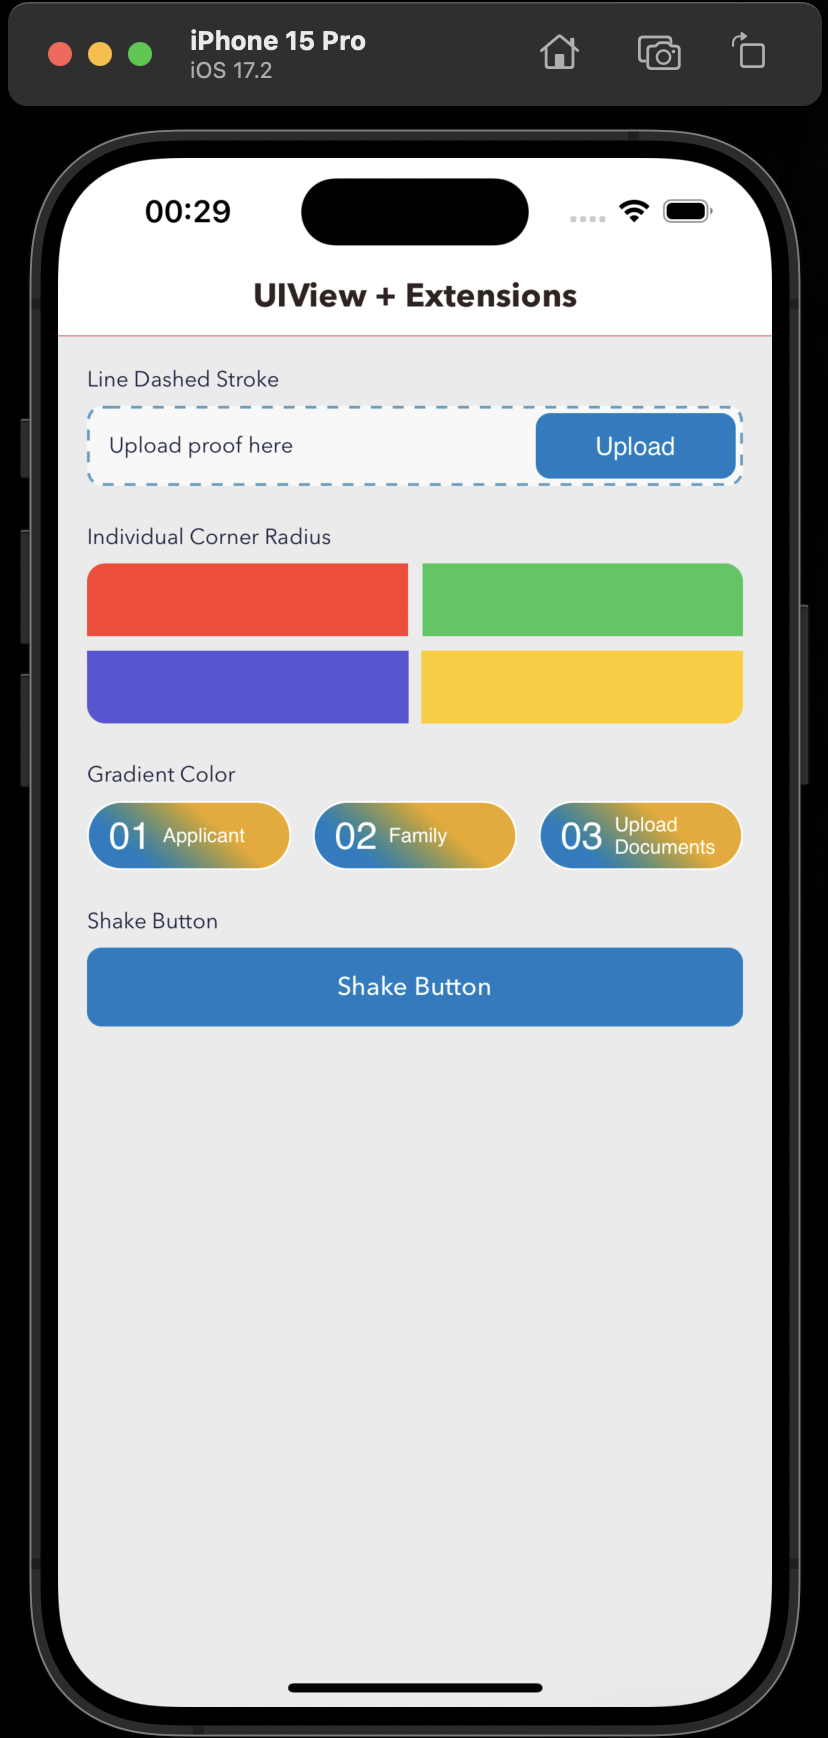 iPhone 15 Pro
iOS 17.2
00:29
UIView + Extensions
Line Dashed Stroke
Upload proof here
Upload
Individual Corner Radius
Gradient Color
01 Applicant
02 Family
03 Upload
Documents
Shake Button
Shake Button